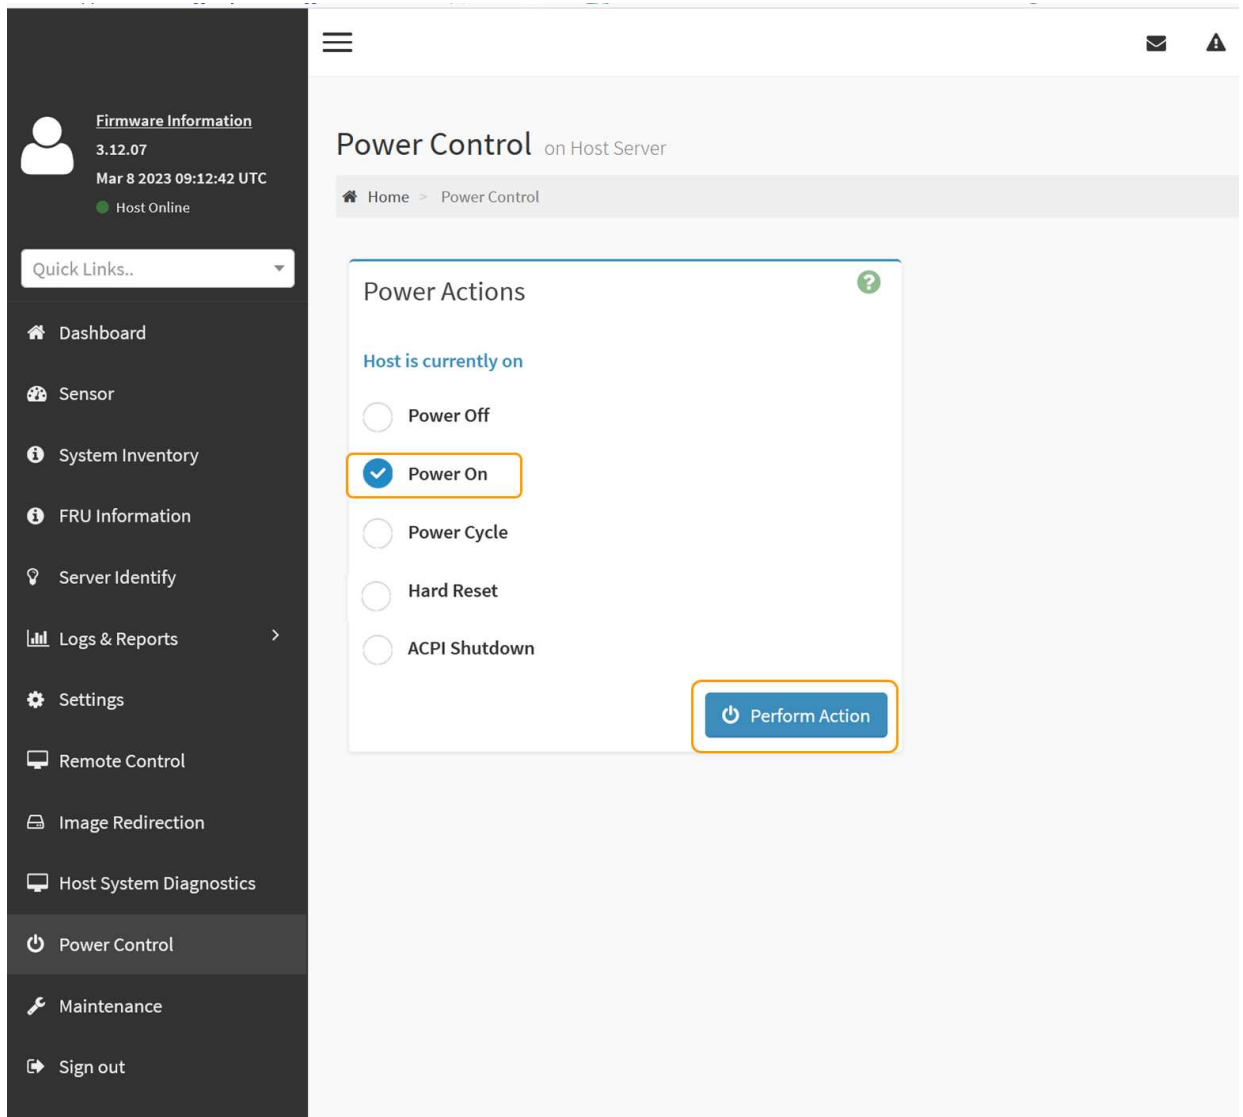 Firmware Information
3.12.07
Mar 8 2023 09:12:42 UTC
Host Online
Quick Links..
Dashboard
Sensor
System Inventory
FRU Information
Server Identify
Logs & Reports
Settings
Remote Control
Image Redirection
Host System Diagnostics
Power Control
Maintenance
Sign out
Power Control on Host Server
Home > Power Control
Power Actions
Host is currently on
Power Off
Power On
Power Cycle
Hard Reset
ACPI Shutdown
Perform Action